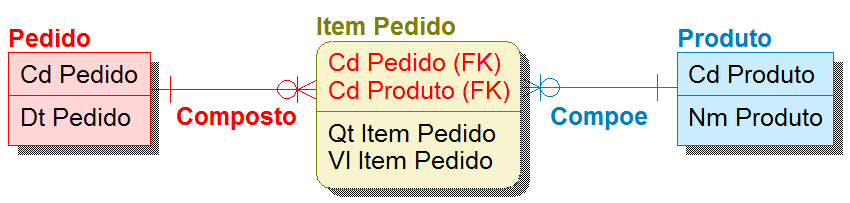 Pedido
Cd Pedido
Dt Pedido
Composto
Item Pedido
Cd Pedido (FK)
Cd Produto (FK)
Qt Item Pedido
Vl Item Pedido
Compoe
Produto
Cd Produto
Nm Produto